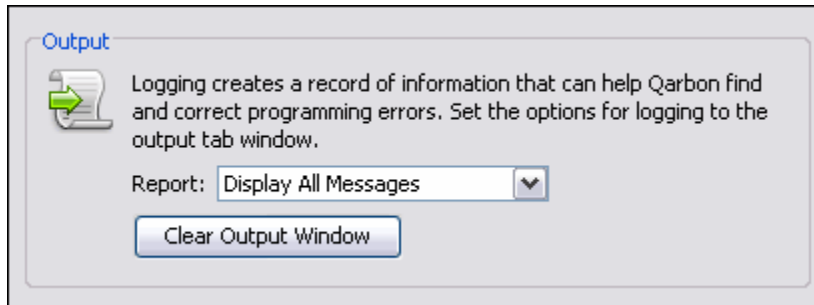 Output
Logging creates a record of information that can help Qarbon find
and correct programming errors. Set the options for logging to the
output tab window.
Report: Display All Messages
Clear Output Window